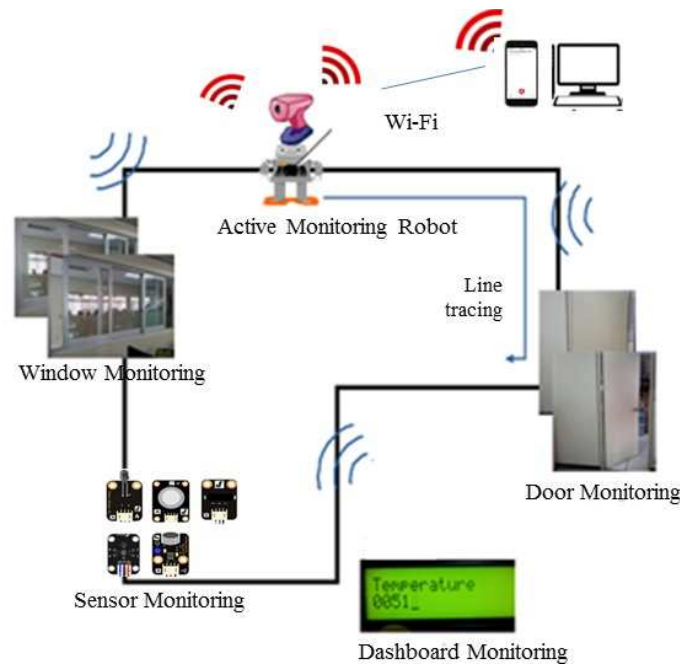 Wi-Fi
Active Monitoring Robot
Line
tracing
Window Monitoring
Door Monitoring
Sensor Monitoring
Temperature
0051_
Dashboard Monitoring